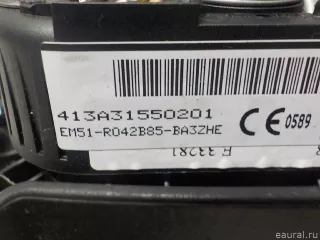 413A31550201
EM51-R042B85-BA3ZHE
CE 0589
E 33281
eaural.ru